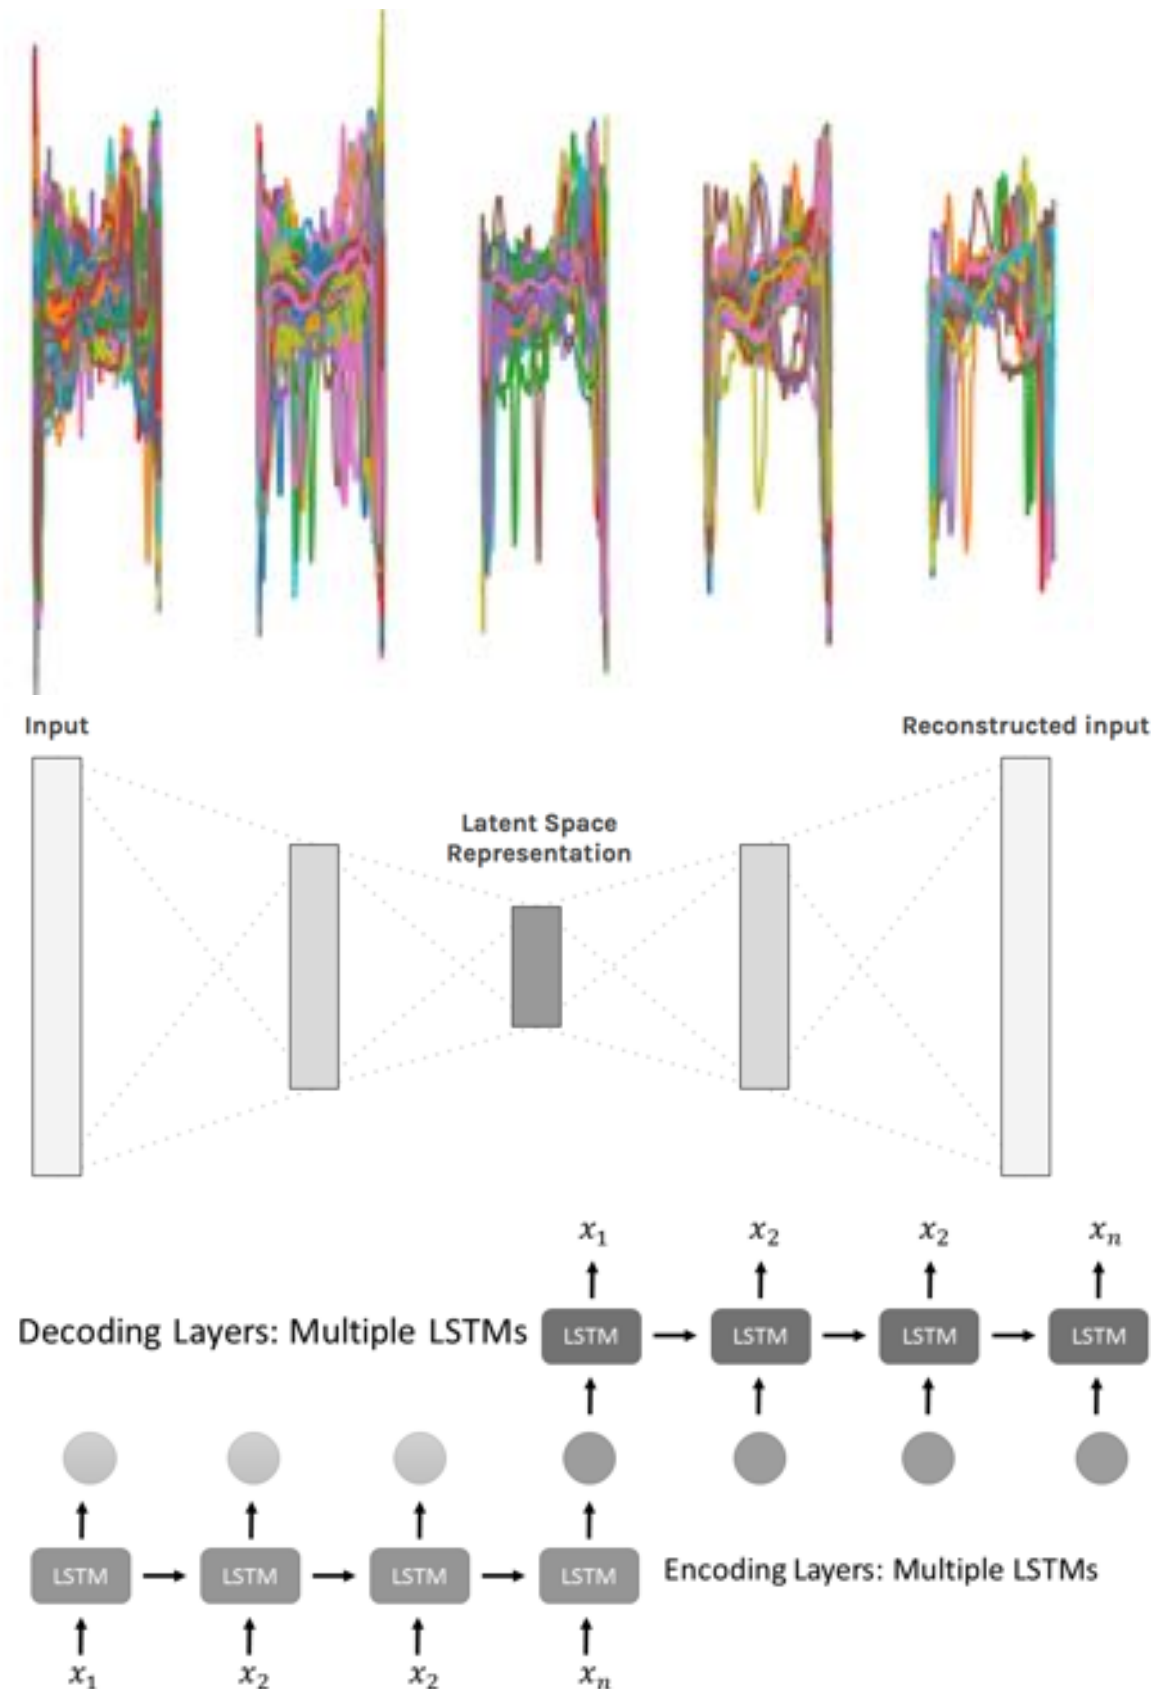 Input
Reconstructed input
Latent Space
Representation
x₁ x₂ x₂ xₙ
Decoding Layers: Multiple LSTMs
LSTM LSTM LSTM LSTM
LSTM LSTM LSTM LSTM
Encoding Layers: Multiple LSTMs
x₁ x₂ x₂ xₙ